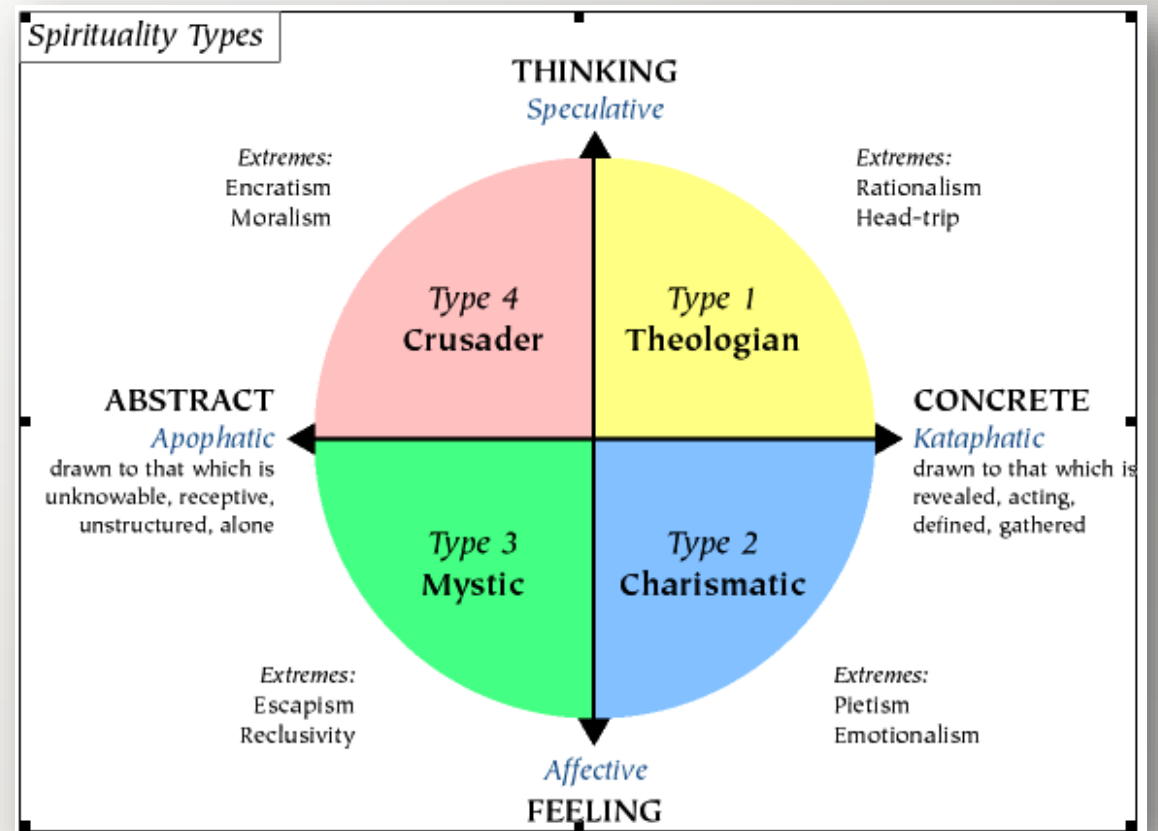 Spirituality Types
THINKING
Speculative
Extremes:
Encratism
Moralism
Extremes:
Rationalism
Head-trip
Type 4
Crusader
Type 1
Theologian
ABSTRACT
Apophatic
drawn to that which is
unknowable, receptive,
unstructured, alone
CONCRETE
Kataphatic
drawn to that which is
revealed, acting,
defined, gathered
Type 3
Mystic
Type 2
Charismatic
Extremes:
Escapism
Reclusivity
Extremes:
Pietism
Emotionalism
Affective
FEELING